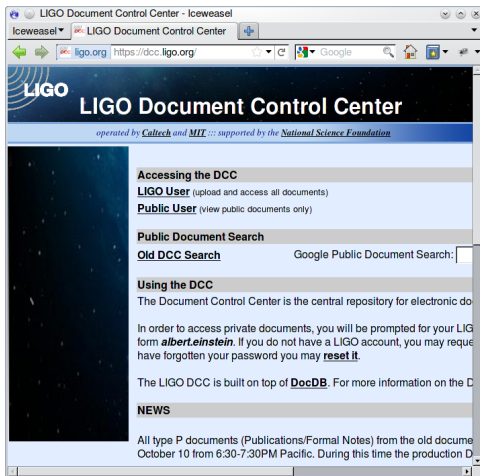 LIGO Document Control Center - Iceweasel
Iceweasel
LIGO Document Control Center
ligo.org https://dcc.ligo.org/
Google
LIGO
LIGO Document Control Center
operated by Caltech and MIT ::: supported by the National Science Foundation
Accessing the DCC
LIGO User (upload and access all documents)
Public User (view public documents only)
Public Document Search
Old DCC Search Google Public Document Search:
Using the DCC
The Document Control Center is the central repository for electronic do
In order to access private documents, you will be prompted for your LIG
form albert.einstein. If you do not have a LIGO account, you may reque
have forgotten your password you may reset it.
The LIGO DCC is built on top of DocDB. For more information on the D
NEWS
All type P documents (Publications/Formal Notes) from the old docume
October 10 from 6:30-7:30PM Pacific. During this time the production D